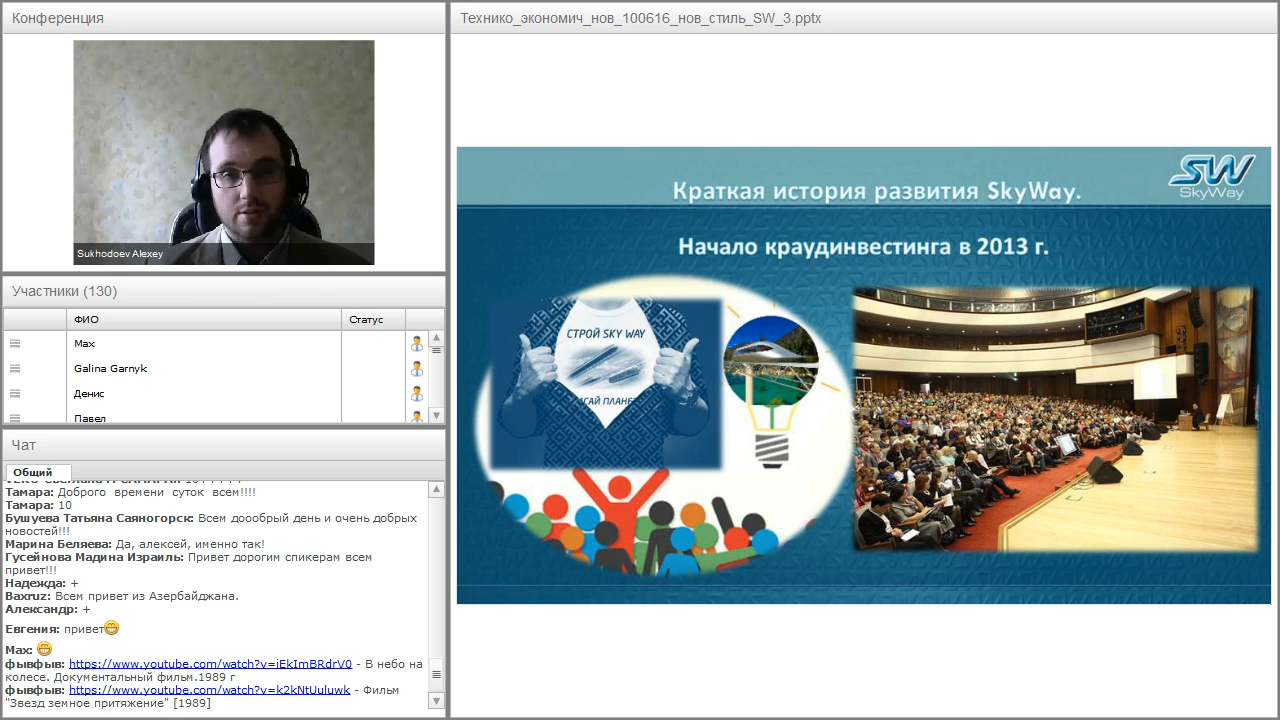 Конференция
Sukhodoev Alexey
Участники (130)
ФИО
Статус
Max
Galina Garnyk
Денис
Павел
Чат
Общий
Тамара: Доброго времени суток всем!!!!
Тамара: 10
Бушуева Татьяна Саяногорск: Всем дообрый день и очень добрых
новостей!!!
Марина Беляева: Да, алексей, именно так!
Гусейнова Мадина Израиль: Привет дорогим спикерам всем
привет!!!
Надежда: +
Baxruz: Всем привет из Азербайджана.
Александр: +
Евгения: привет
Max:
фывфыв: https://www.youtube.com/watch?v=iEkImBRdrV0 - В небо на
колесе. Документальный фильм.1989 г
фывфыв: https://www.youtube.com/watch?v=k2kNtUuluwk - Фильм
"Звезд земное притяжение" [1989]
Технико_экономич_нов_100616_нов_стиль_SW_3.pptx
SW
SkyWay
Краткая история развития SkyWay.
Начало краудинвестинга в 2013 г.
СТРОЙ SKY WAY